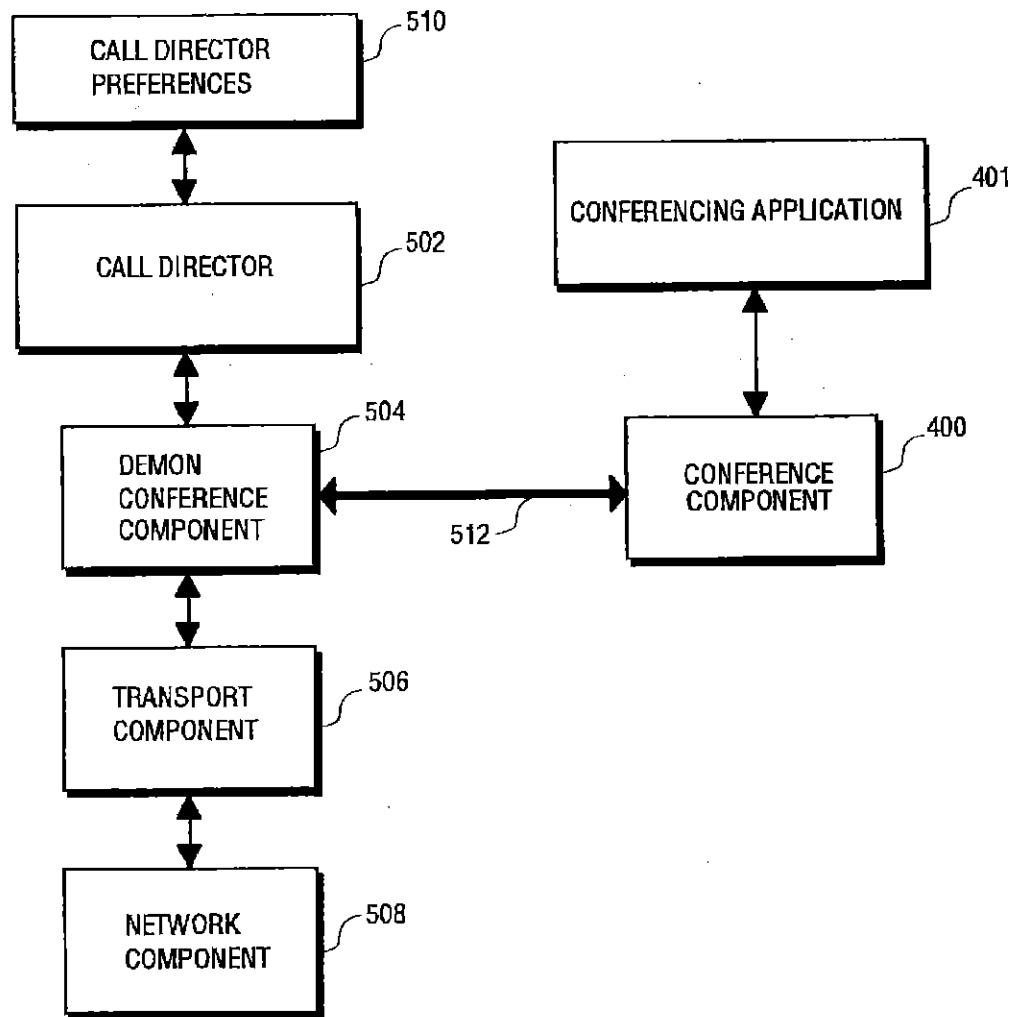 CALL DIRECTOR
PREFERENCES
510
CONFERENCING APPLICATION
401
CALL DIRECTOR
502
DEMON
CONFERENCE
COMPONENT
504
512
CONFERENCE
COMPONENT
400
TRANSPORT
COMPONENT
506
NETWORK
COMPONENT
508